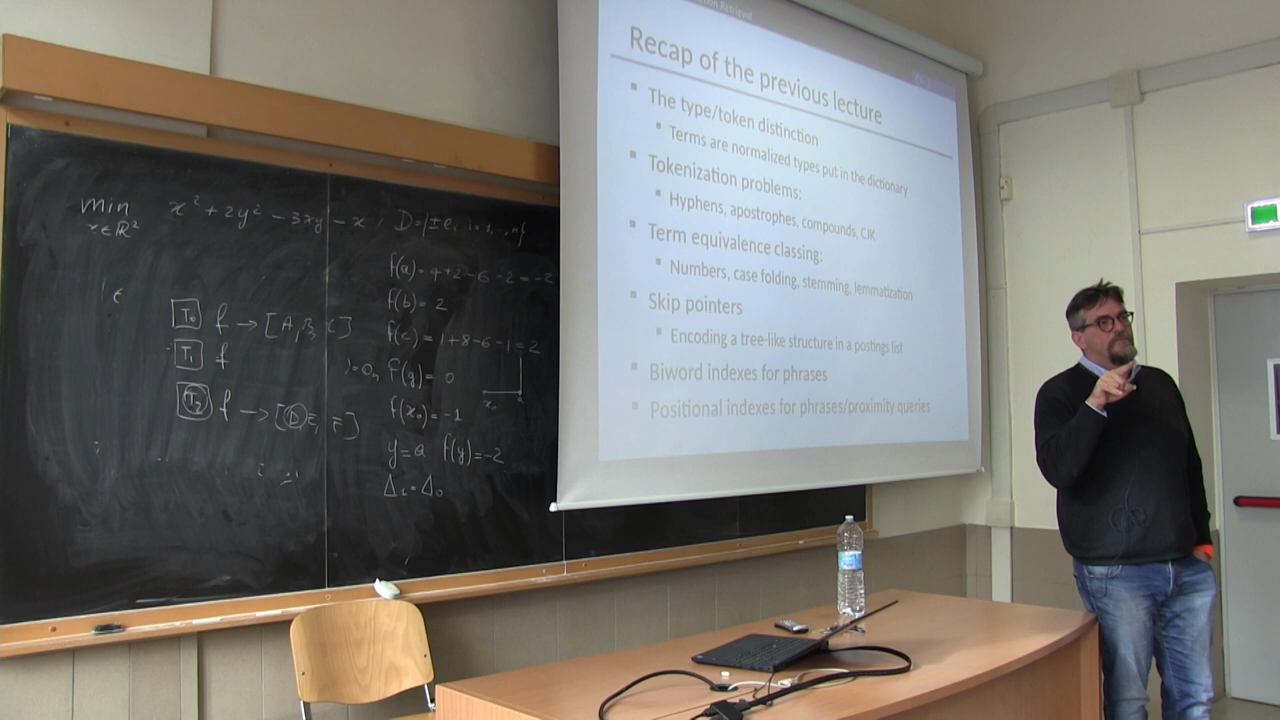 min x² + 2y² - 3xy - x ; D =
x∈ℝ²
f(a) = 4+2-6-2 = -2
f(b) = 2
T₀ f → [A, B, C]
f(c) = 1+8-6-1 = 2
T₁ f
f(y) = 0
T₂ f → [D, E, F]
x₀
f(x₀) = -1
y = a f(y) = -2
Δ₁ = Δ₀
Recap of the previous lecture
▪ The type/token distinction
▪ Terms are normalized types put in the dictionary
▪ Tokenization problems:
▪ Hyphens, apostrophes, compounds, CJK
▪ Term equivalence classing:
▪ Numbers, case folding, stemming, lemmatization
▪ Skip pointers
▪ Encoding a tree-like structure in a postings list
▪ Biword indexes for phrases
▪ Positional indexes for phrases/proximity queries